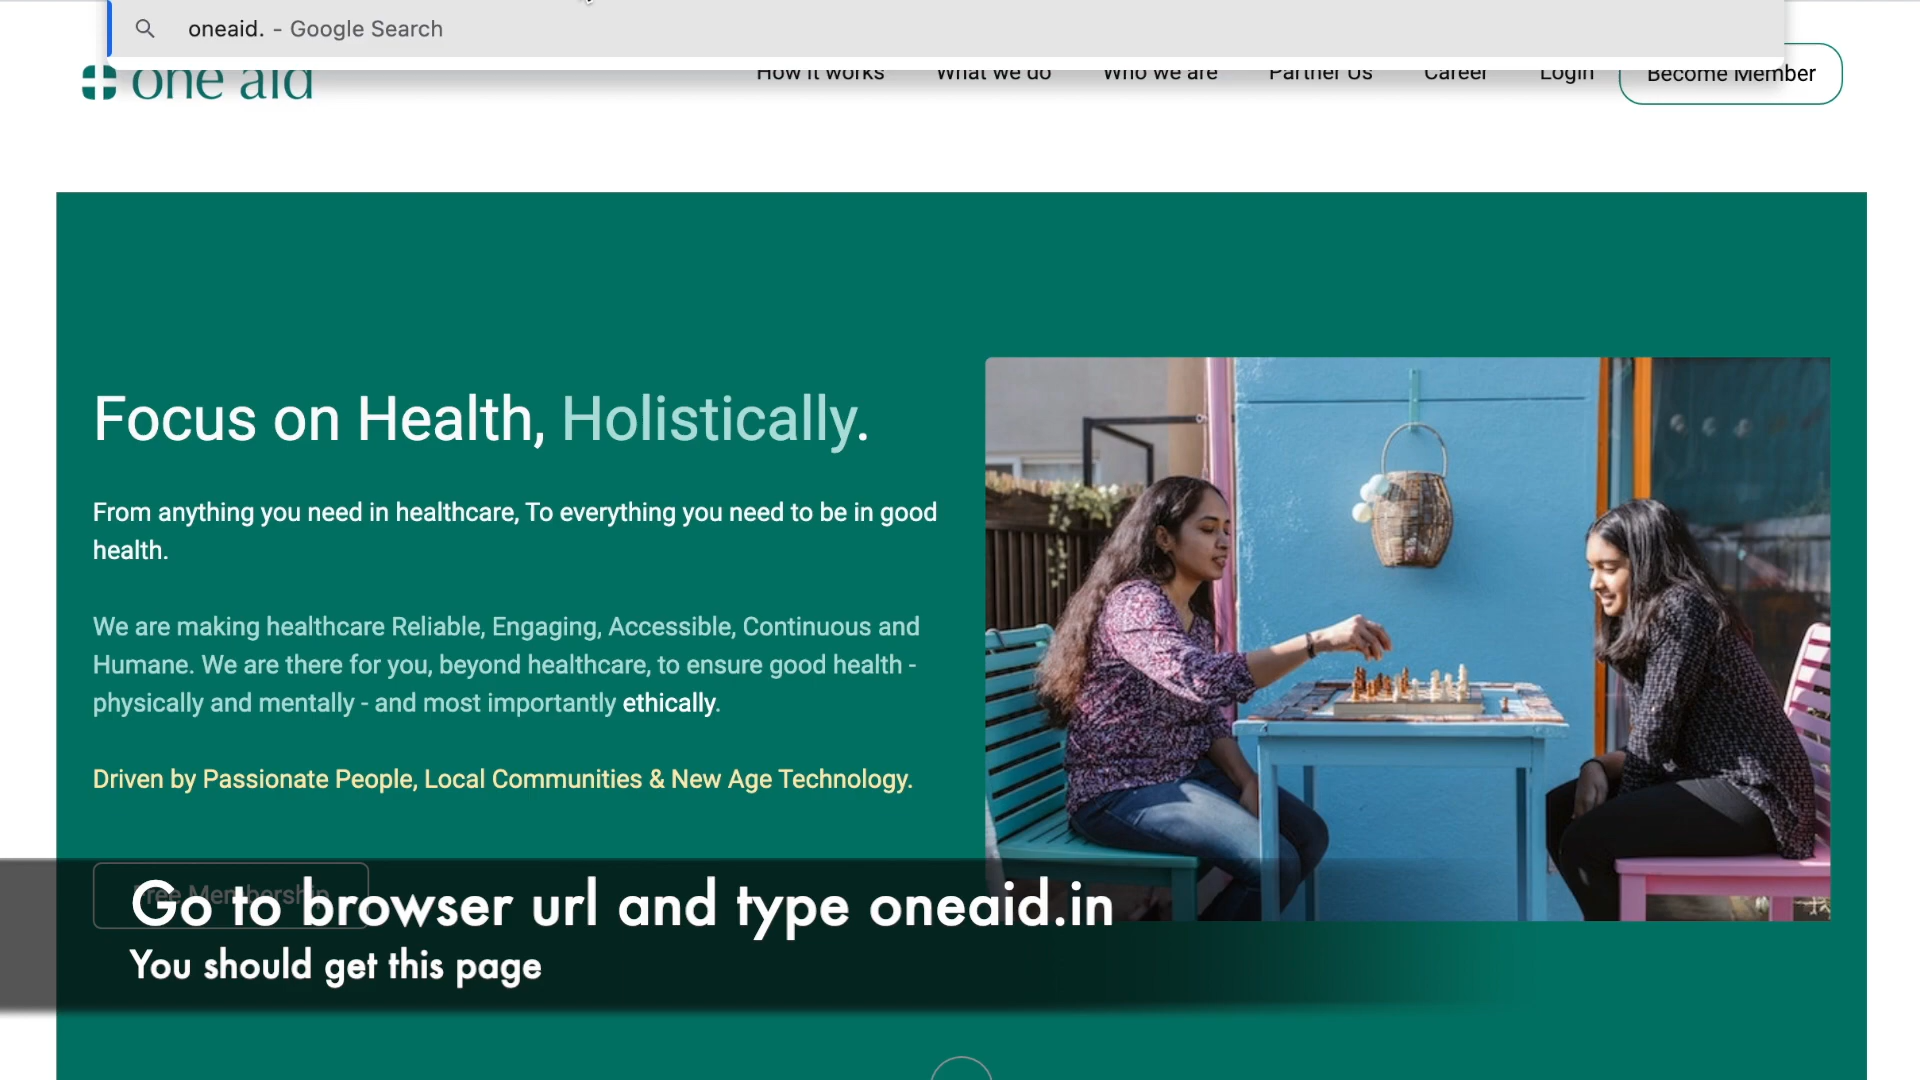 oneaid. - Google Search
one aid
How it works What we do Who we are Partner Us Career Login Become Member
Focus on Health, Holistically.
From anything you need in healthcare, To everything you need to be in good
health.
We are making healthcare Reliable, Engaging, Accessible, Continuous and
Humane. We are there for you, beyond healthcare, to ensure good health -
physically and mentally - and most importantly ethically.
Driven by Passionate People, Local Communities & New Age Technology.
Free Membership
Go to browser url and type oneaid.in
You should get this page